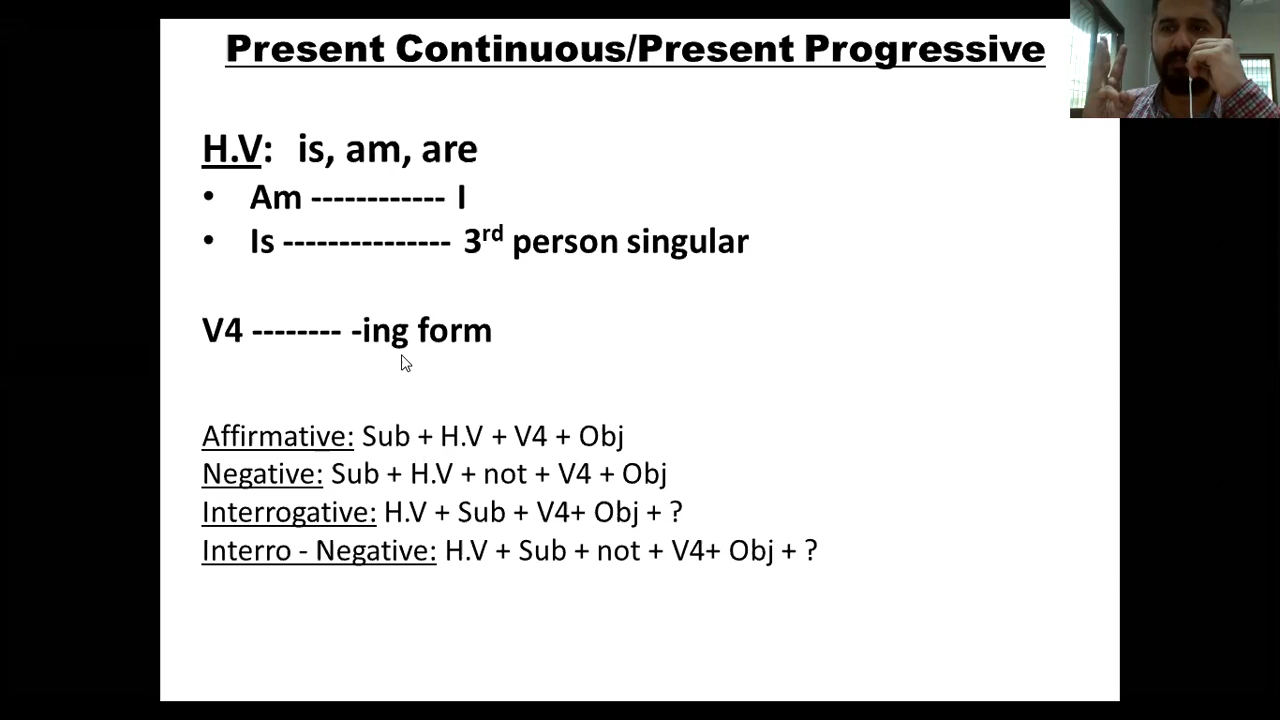 Present Continuous/Present Progressive
H.V: is, am, are
• Am ------------ I
• Is --------------- 3rd person singular
V4 -------- -ing form
Affirmative: Sub + H.V + V4 + Obj
Negative: Sub + H.V + not + V4 + Obj
Interrogative: H.V + Sub + V4+ Obj + ?
Interro - Negative: H.V + Sub + not + V4+ Obj + ?